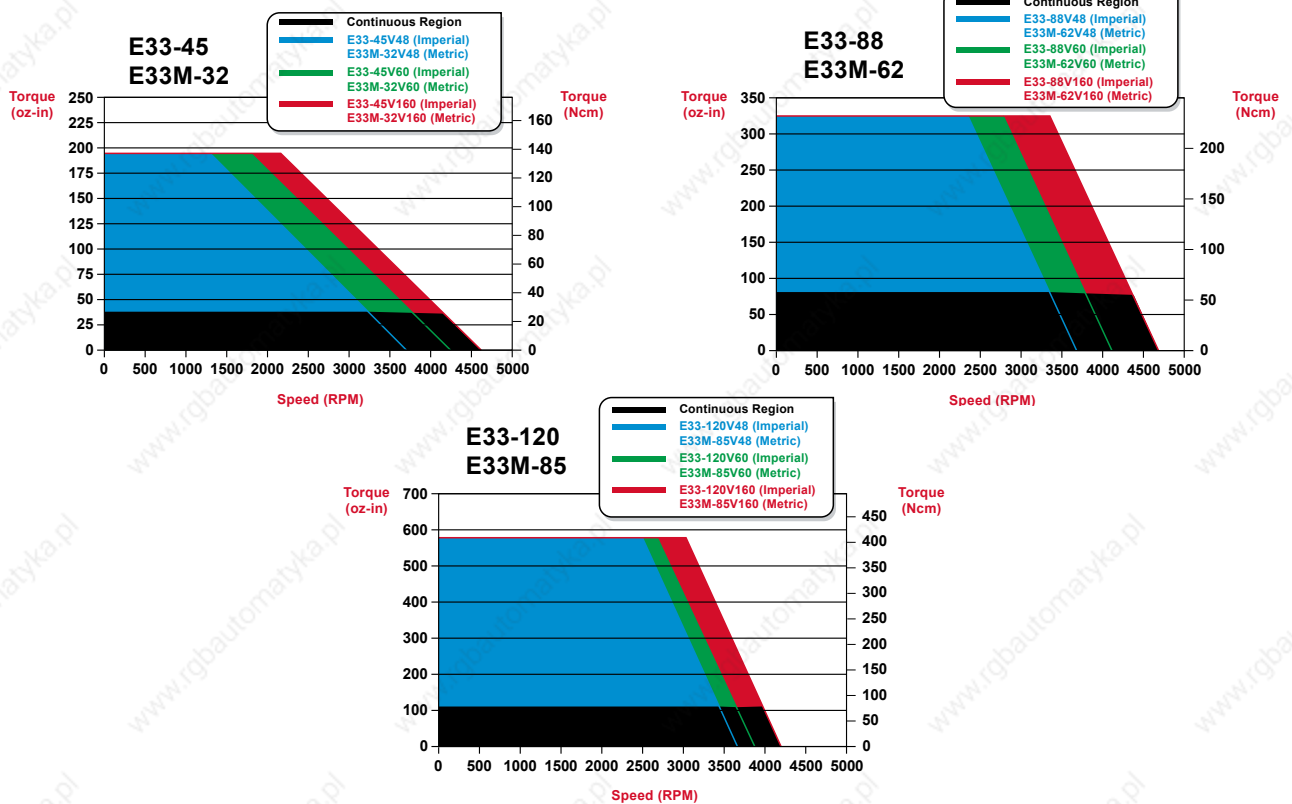 E33-45
E33M-32
Continuous Region
E33-45V48 (Imperial)
E33M-32V48 (Metric)
E33-45V60 (Imperial)
E33M-32V60 (Metric)
E33-45V160 (Imperial)
E33M-32V160 (Metric)
Torque
(oz-in)
250
225
200
175
150
125
100
75
50
25
0
Torque
(Ncm)
160
140
120
100
80
60
40
20
0
0 500 1000 1500 2000 2500 3000 3500 4000 4500 5000
Speed (RPM)
E33-88
E33M-62
Continuous Region
E33-88V48 (Imperial)
E33M-62V48 (Metric)
E33-88V60 (Imperial)
E33M-62V60 (Metric)
E33-88V160 (Imperial)
E33M-62V160 (Metric)
Torque
(oz-in)
350
300
250
200
150
100
50
0
Torque
(Ncm)
200
150
100
50
0
0 500 1000 1500 2000 2500 3000 3500 4000 4500 5000
Speed (RPM)
E33-120
E33M-85
Continuous Region
E33-120V48 (Imperial)
E33M-85V48 (Metric)
E33-120V60 (Imperial)
E33M-85V60 (Metric)
E33-120V160 (Imperial)
E33M-85V160 (Metric)
Torque
(oz-in)
700
600
500
400
300
200
100
0
Torque
(Ncm)
450
400
350
300
250
200
150
100
50
0
0 500 1000 1500 2000 2500 3000 3500 4000 4500 5000
Speed (RPM)
www.rgbautomatyka.pl